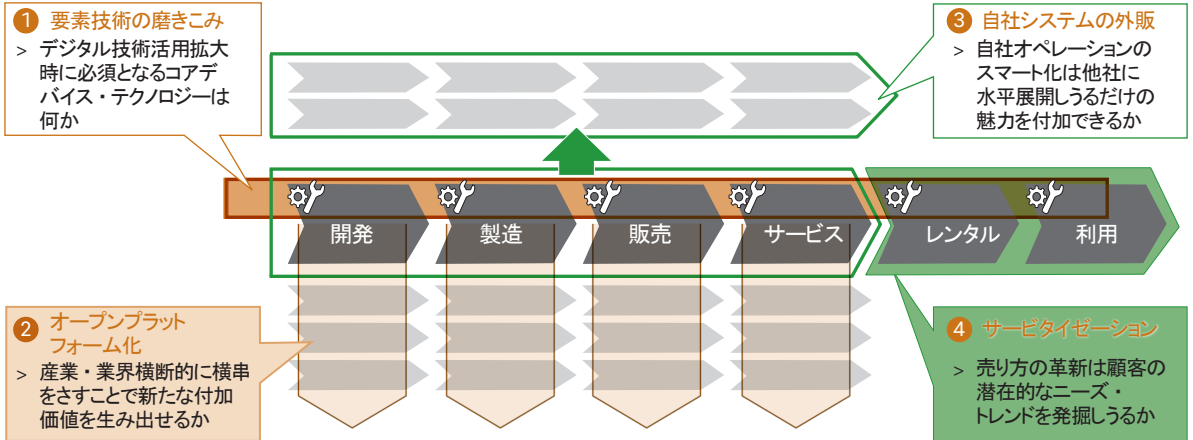 1 要素技術の磨きこみ
> デジタル技術活用拡大
時に必須となるコアデ
バイス・テクノロジーは
何か
3 自社システムの外販
> 自社オペレーションの
スマート化は他社に
水平展開しうるだけの
魅力を付加できるか
開発 製造 販売 サービス レンタル 利用
2 オープンプラット
フォーム化
> 産業・業界横断的に横串
をさすことで新たな付加
価値を生み出せるか
4 サービタイゼーション
> 売り方の革新は顧客の
潜在的なニーズ・
トレンドを発掘しうるか